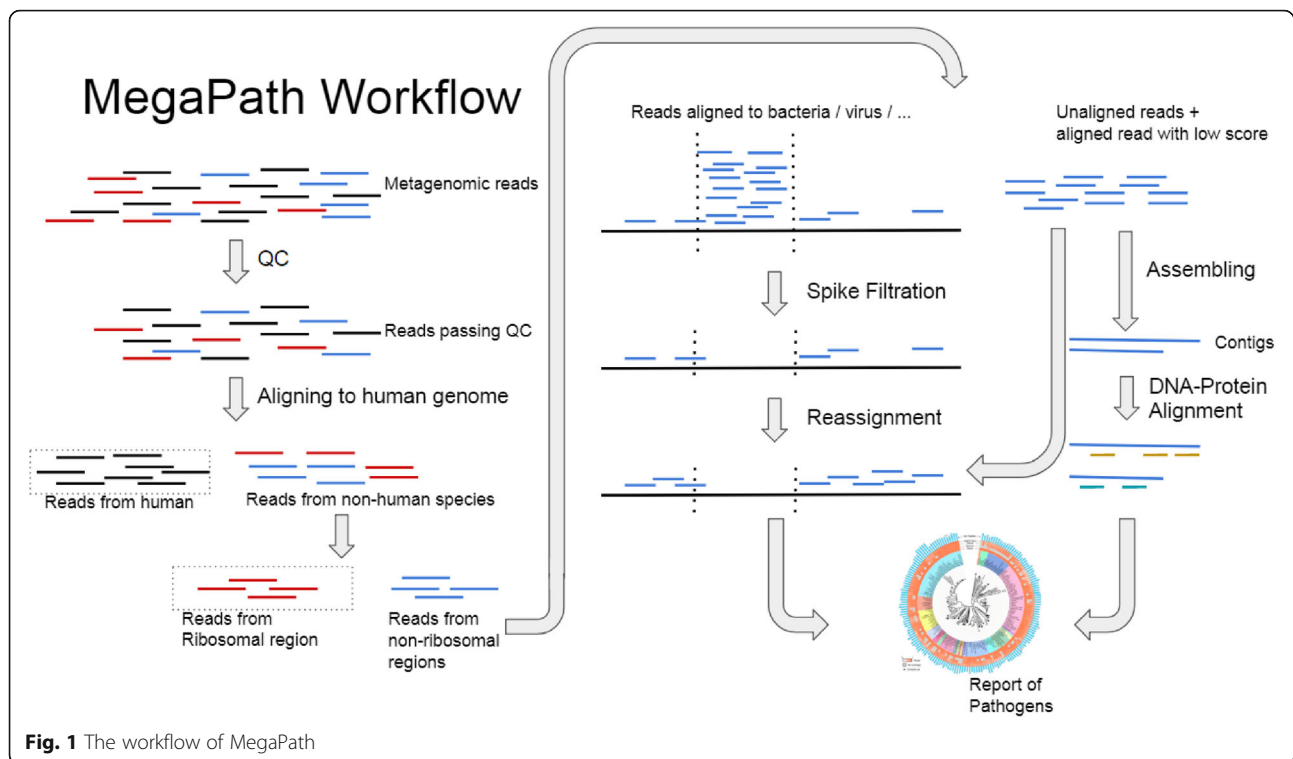 MegaPath Workflow
Metagenomic reads
QC
Reads passing QC
Aligning to human genome
Reads from human
Reads from non-human species
Reads from
Ribosomal region
Reads from
non-ribosomal
regions
Reads aligned to bacteria / virus / ...
Spike Filtration
Reassignment
Unaligned reads +
aligned read with low score
Assembling
Contigs
DNA-Protein
Alignment
Report of
Pathogens
Fig. 1 The workflow of MegaPath